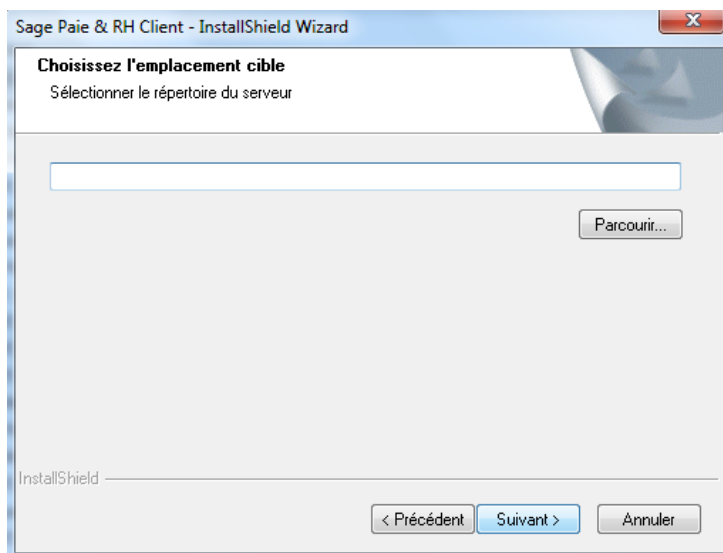 Sage Paie & RH Client - InstallShield Wizard
Choisissez l'emplacement cible
Sélectionner le répertoire du serveur
Parcourir...
InstallShield
< Précédent
Suivant >
Annuler